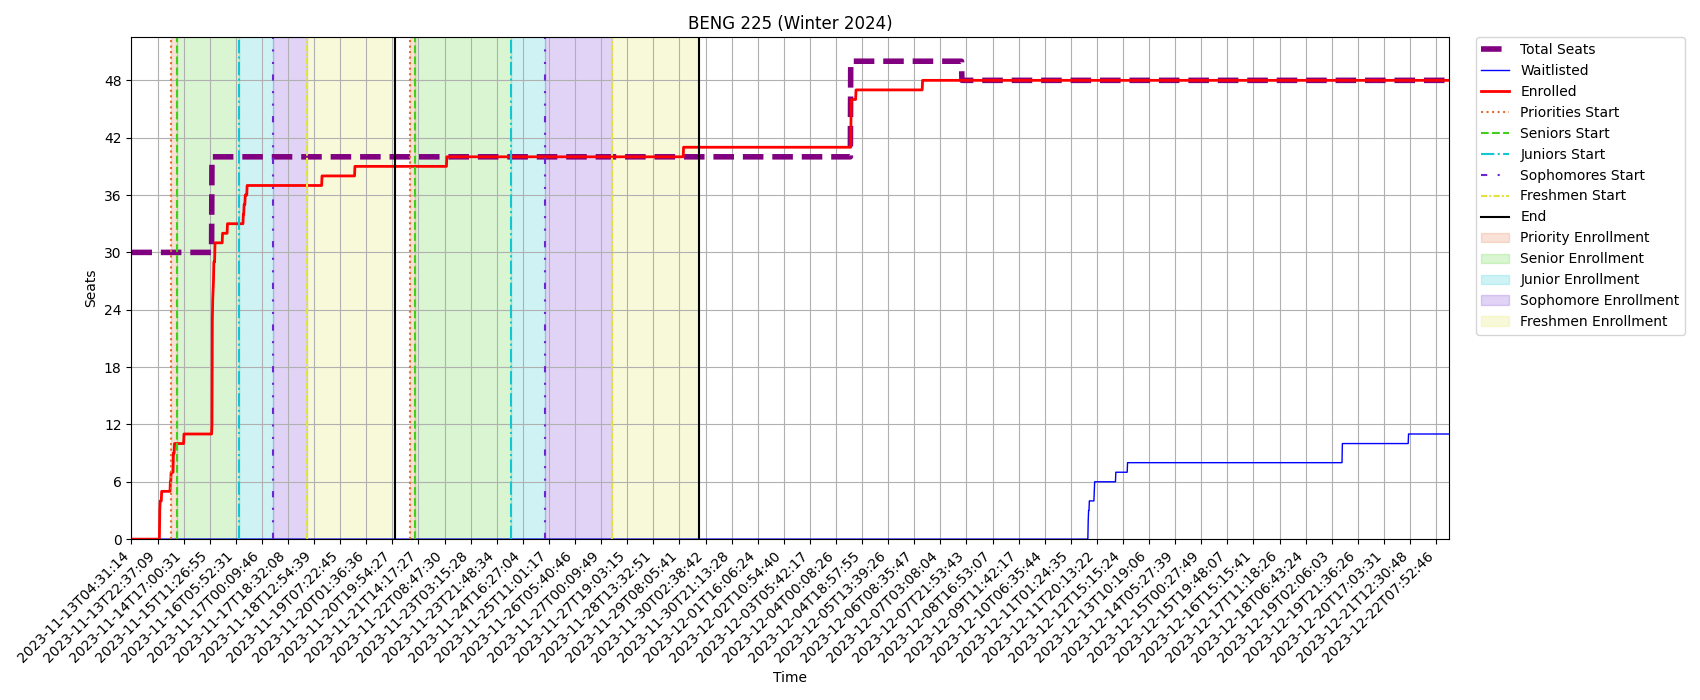 BENG 225 (Winter 2024)
Seats
48
42
36
30
24
18
12
6
0
2023-11-13T04:31:14
2023-11-13T22:37:09
2023-11-14T17:00:31
2023-11-15T11:26:55
2023-11-16T05:52:31
2023-11-17T00:09:46
2023-11-17T18:32:08
2023-11-18T12:54:39
2023-11-19T07:22:45
2023-11-20T01:36:36
2023-11-20T19:54:27
2023-11-21T14:17:27
2023-11-22T08:47:30
2023-11-23T03:15:28
2023-11-23T21:48:34
2023-11-24T16:27:04
2023-11-25T11:01:17
2023-11-26T05:40:46
2023-11-27T00:09:49
2023-11-27T19:03:15
2023-11-28T13:32:51
2023-11-29T08:05:41
2023-11-30T02:38:42
2023-11-30T21:13:28
2023-12-01T16:06:24
2023-12-02T10:54:40
2023-12-03T05:42:17
2023-12-04T00:08:26
2023-12-04T18:57:55
2023-12-05T13:39:26
2023-12-06T08:35:47
2023-12-07T03:08:04
2023-12-07T21:53:43
2023-12-08T16:53:07
2023-12-09T11:42:17
2023-12-10T06:35:44
2023-12-11T01:24:35
2023-12-11T20:13:22
2023-12-12T15:15:24
2023-12-13T10:19:06
2023-12-14T05:27:39
2023-12-15T00:27:49
2023-12-15T19:48:07
2023-12-16T15:15:41
2023-12-17T11:18:26
2023-12-18T06:43:24
2023-12-19T02:06:03
2023-12-19T21:36:26
2023-12-20T17:03:31
2023-12-21T12:30:48
2023-12-22T07:52:46
Time
Total Seats
Waitlisted
Enrolled
Priorities Start
Seniors Start
Juniors Start
Sophomores Start
Freshmen Start
End
Priority Enrollment
Senior Enrollment
Junior Enrollment
Sophomore Enrollment
Freshmen Enrollment